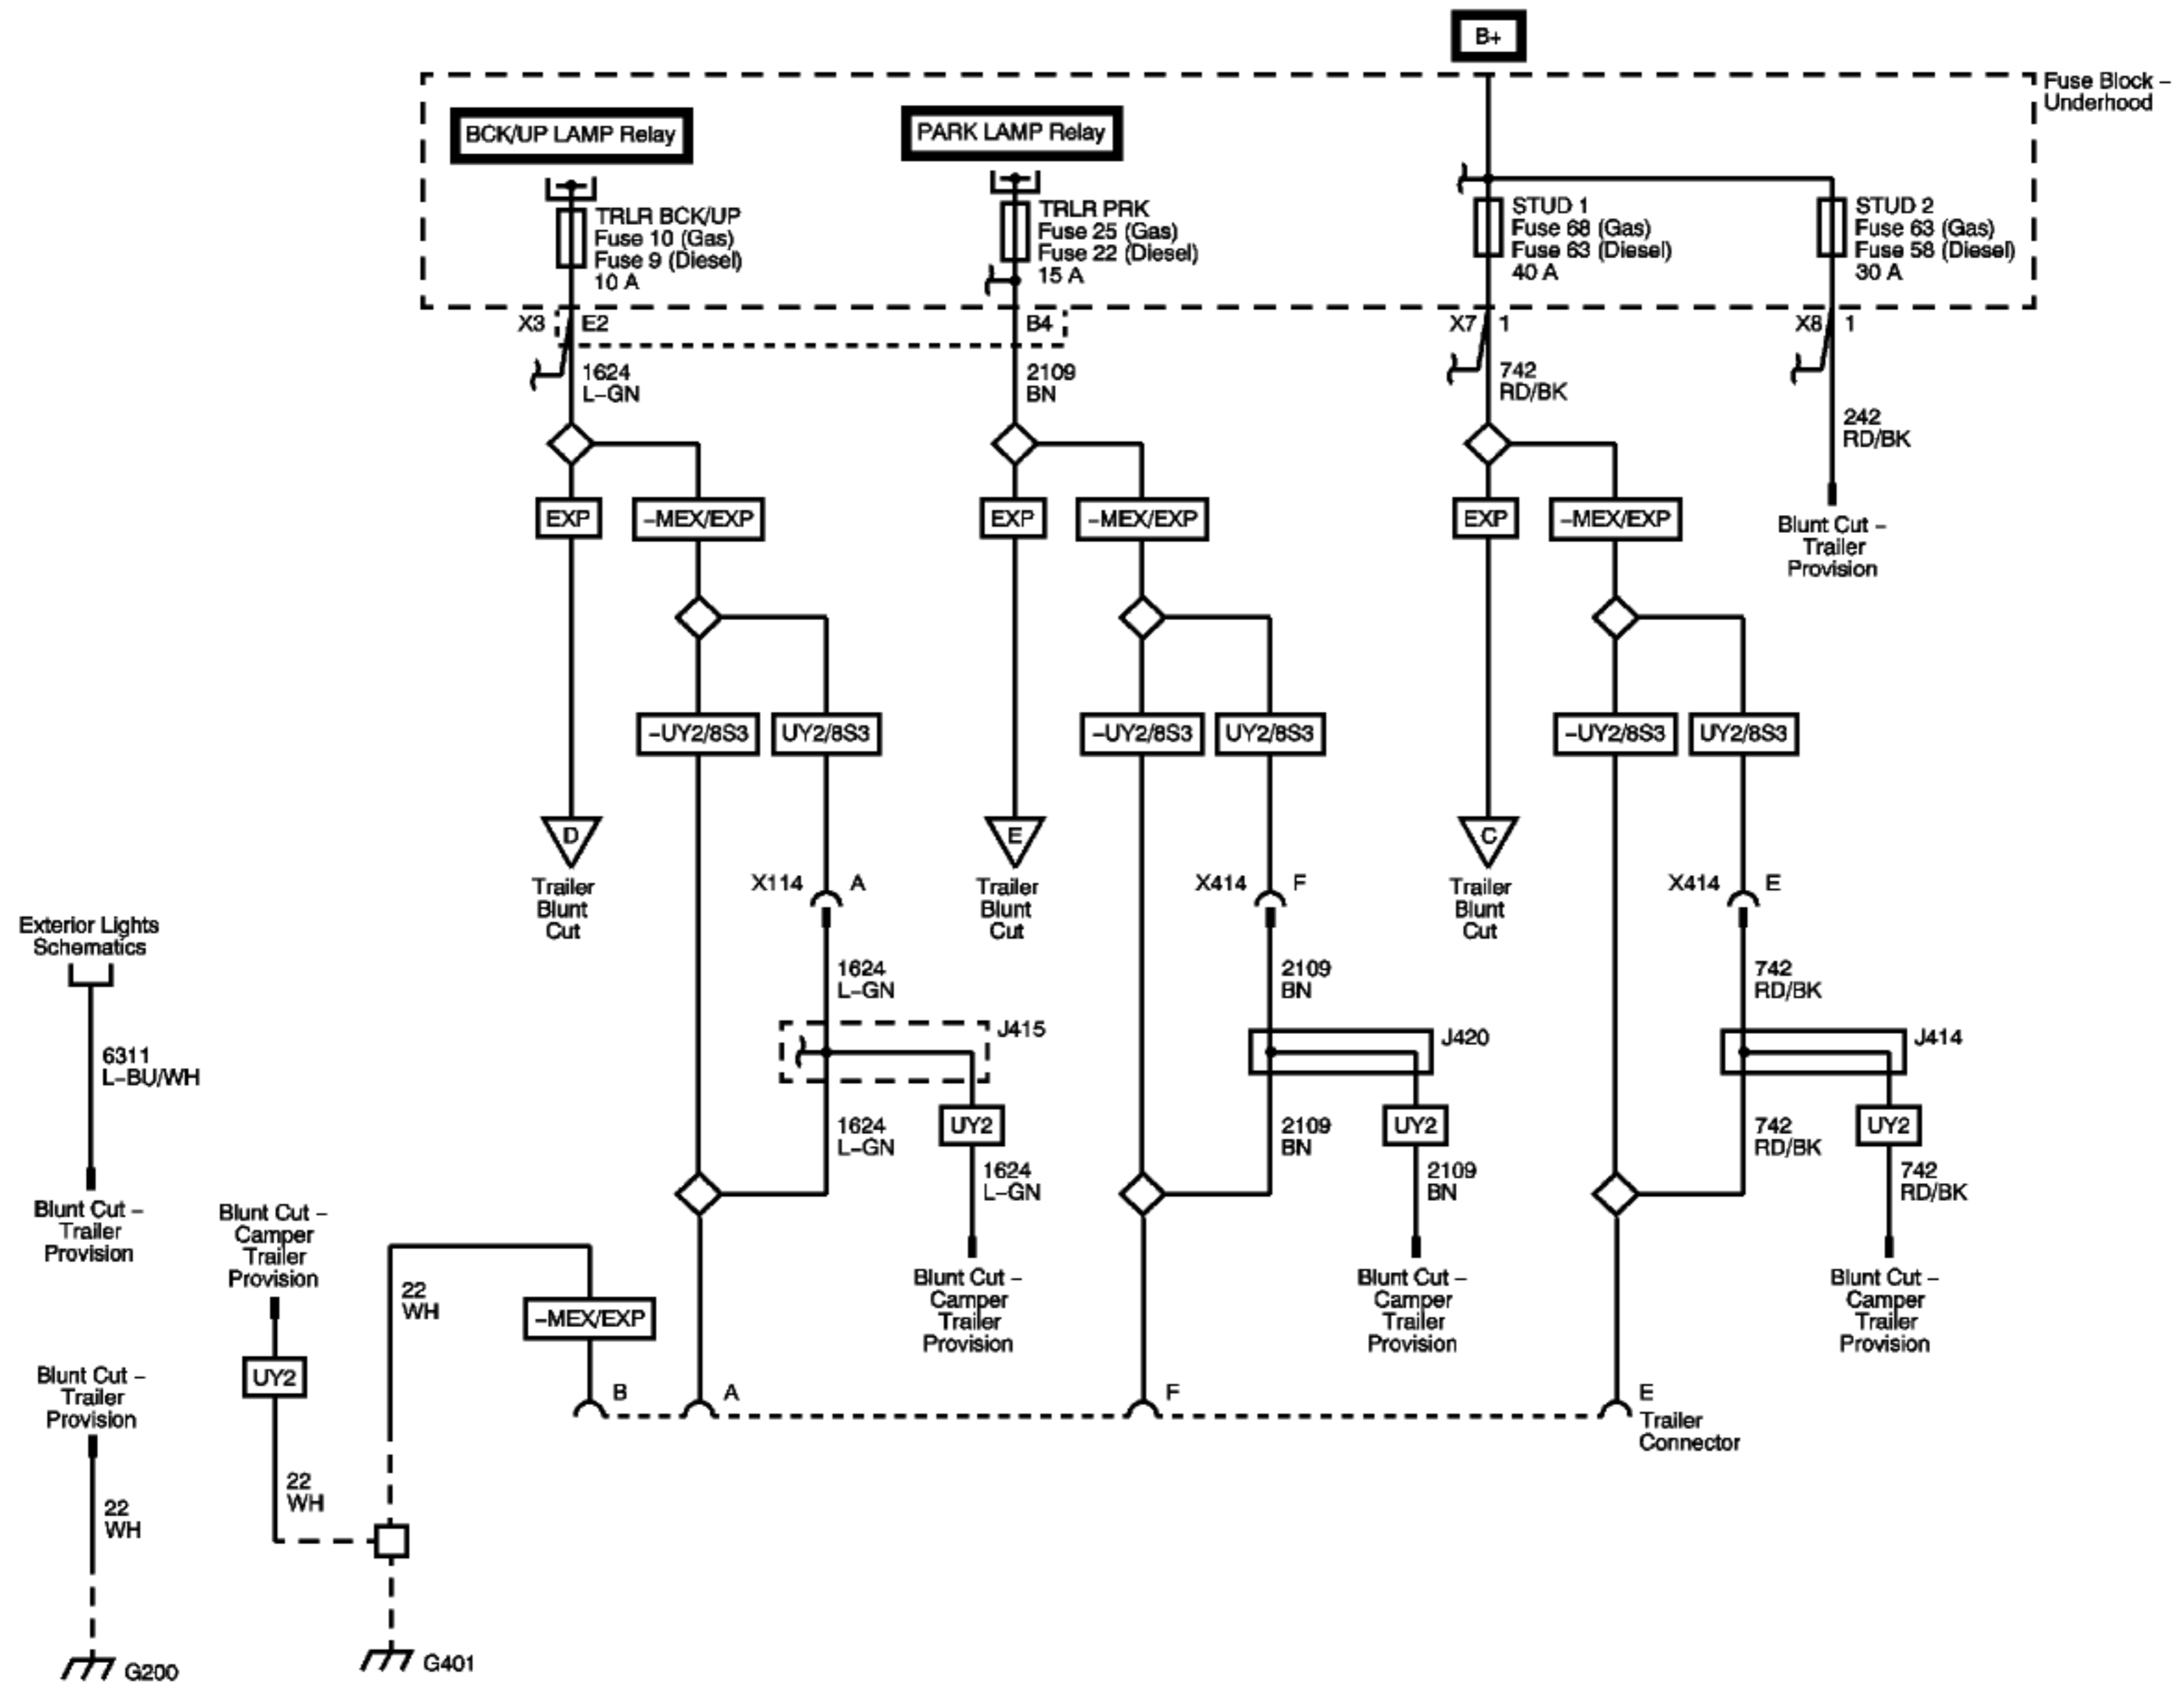 B+
Fuse Block –
Underhood
BCK/UP LAMP Relay
PARK LAMP Relay
TRLR BCK/UP
Fuse 10 (Gas)
Fuse 9 (Diesel)
10 A
TRLR PRK
Fuse 25 (Gas)
Fuse 22 (Diesel)
15 A
STUD 1
Fuse 68 (Gas)
Fuse 63 (Diesel)
40 A
STUD 2
Fuse 63 (Gas)
Fuse 58 (Diesel)
30 A
X3 E2
B4
X7 1
X8 1
1624
L–GN
2109
BN
742
RD/BK
242
RD/BK
EXP
–MEX/EXP
EXP
–MEX/EXP
EXP
–MEX/EXP
Blunt Cut –
Trailer
Provision
–UY2/8S3
UY2/8S3
–UY2/8S3
UY2/8S3
–UY2/8S3
UY2/8S3
D
E
C
Trailer
Blunt
Cut
X114 A
Trailer
Blunt
Cut
X414 F
Trailer
Blunt
Cut
X414 E
Exterior Lights
Schematics
1624
L–GN
2109
BN
742
RD/BK
J415
J420
J414
6311
L–BU/WH
1624
L–GN
UY2
2109
BN
UY2
742
RD/BK
UY2
1624
L–GN
2109
BN
742
RD/BK
Blunt Cut –
Trailer
Provision
Blunt Cut –
Camper
Trailer
Provision
Blunt Cut –
Camper
Trailer
Provision
Blunt Cut –
Camper
Trailer
Provision
Blunt Cut –
Camper
Trailer
Provision
22
WH
–MEX/EXP
Blunt Cut –
Trailer
Provision
UY2
B
A
F
E
Trailer
Connector
22
WH
22
WH
G200
G401